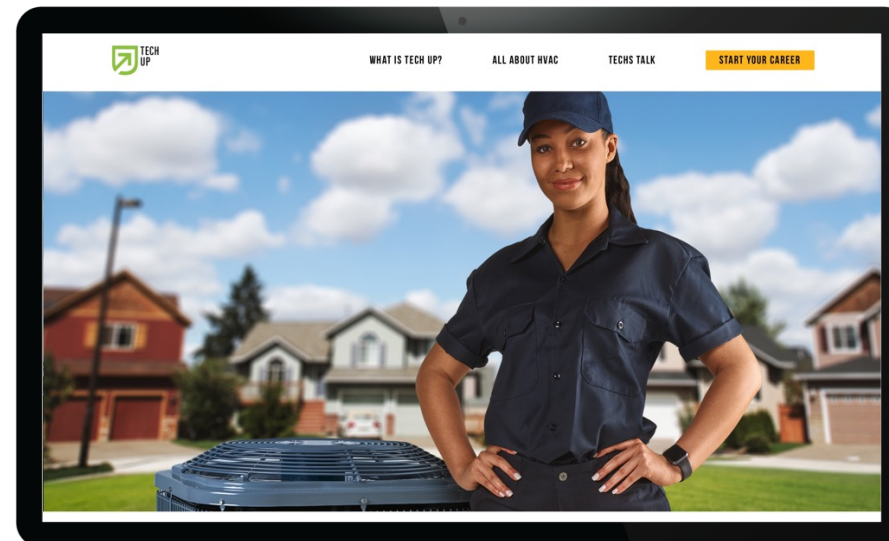 TECH
UP
WHAT IS TECH UP?
ALL ABOUT HVAC
TECHS TALK
START YOUR CAREER